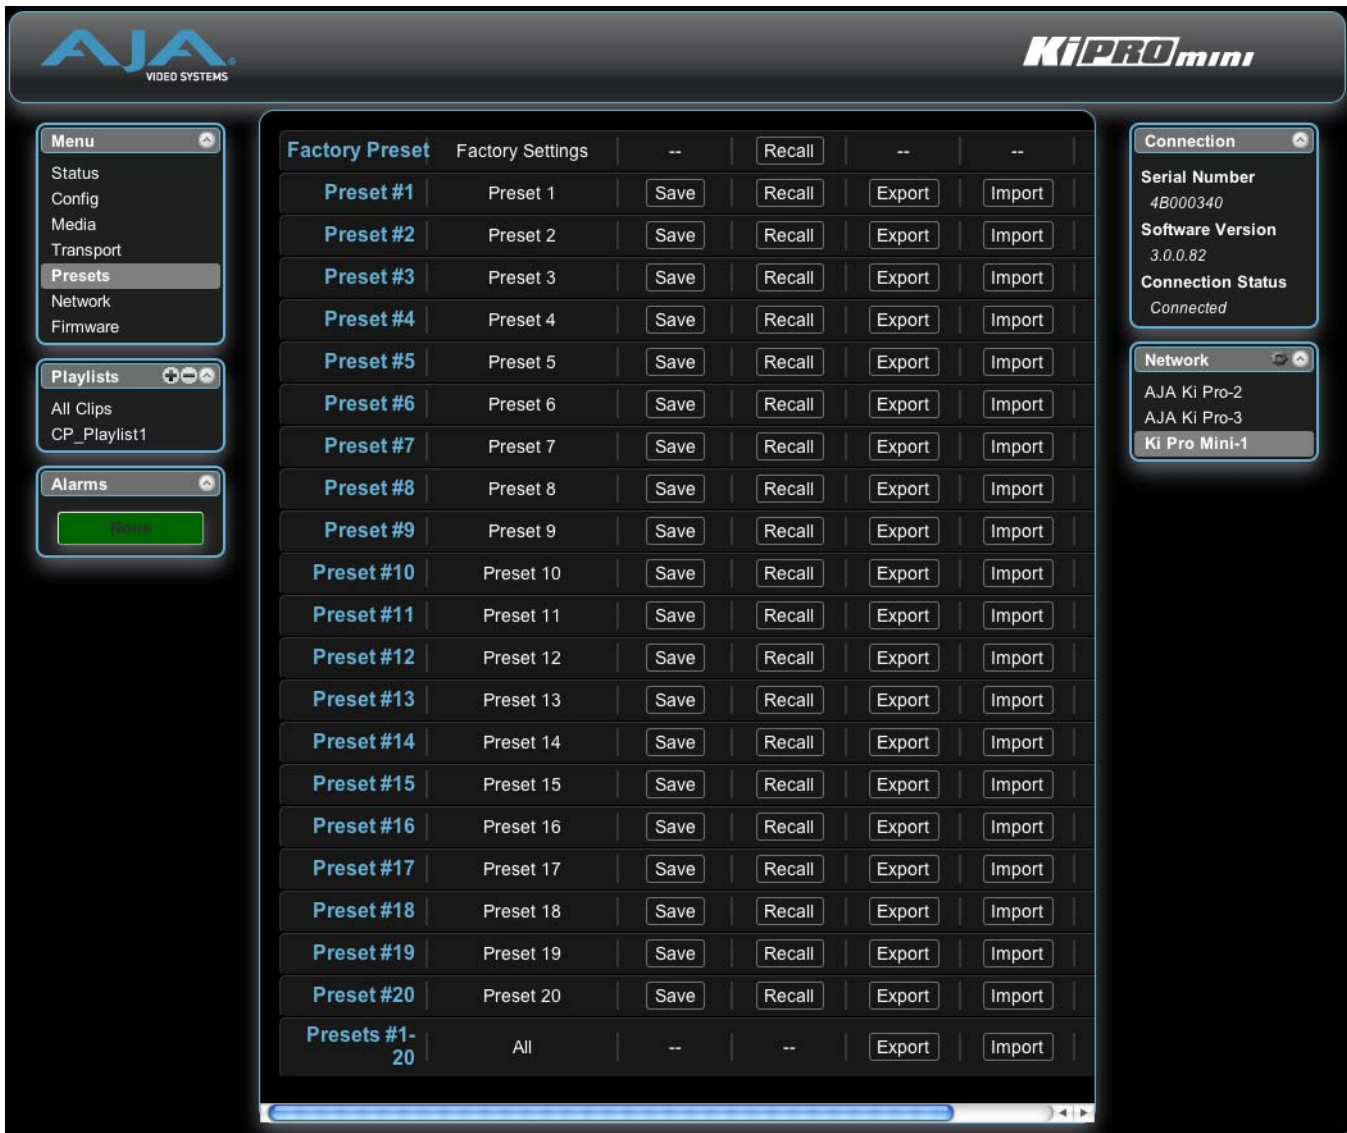 AJA
VIDEO SYSTEMS
KiPRO mini
Menu
Status
Config
Media
Transport
Presets
Network
Firmware
Playlists
All Clips
CP_Playlist1
Alarms
None
Factory Preset Factory Settings -- Recall -- --
Preset #1 Preset 1 Save Recall Export Import
Preset #2 Preset 2 Save Recall Export Import
Preset #3 Preset 3 Save Recall Export Import
Preset #4 Preset 4 Save Recall Export Import
Preset #5 Preset 5 Save Recall Export Import
Preset #6 Preset 6 Save Recall Export Import
Preset #7 Preset 7 Save Recall Export Import
Preset #8 Preset 8 Save Recall Export Import
Preset #9 Preset 9 Save Recall Export Import
Preset #10 Preset 10 Save Recall Export Import
Preset #11 Preset 11 Save Recall Export Import
Preset #12 Preset 12 Save Recall Export Import
Preset #13 Preset 13 Save Recall Export Import
Preset #14 Preset 14 Save Recall Export Import
Preset #15 Preset 15 Save Recall Export Import
Preset #16 Preset 16 Save Recall Export Import
Preset #17 Preset 17 Save Recall Export Import
Preset #18 Preset 18 Save Recall Export Import
Preset #19 Preset 19 Save Recall Export Import
Preset #20 Preset 20 Save Recall Export Import
Presets #1-
20 All -- -- Export Import
Connection
Serial Number
4B000340
Software Version
3.0.0.82
Connection Status
Connected
Network
AJA Ki Pro-2
AJA Ki Pro-3
Ki Pro Mini-1